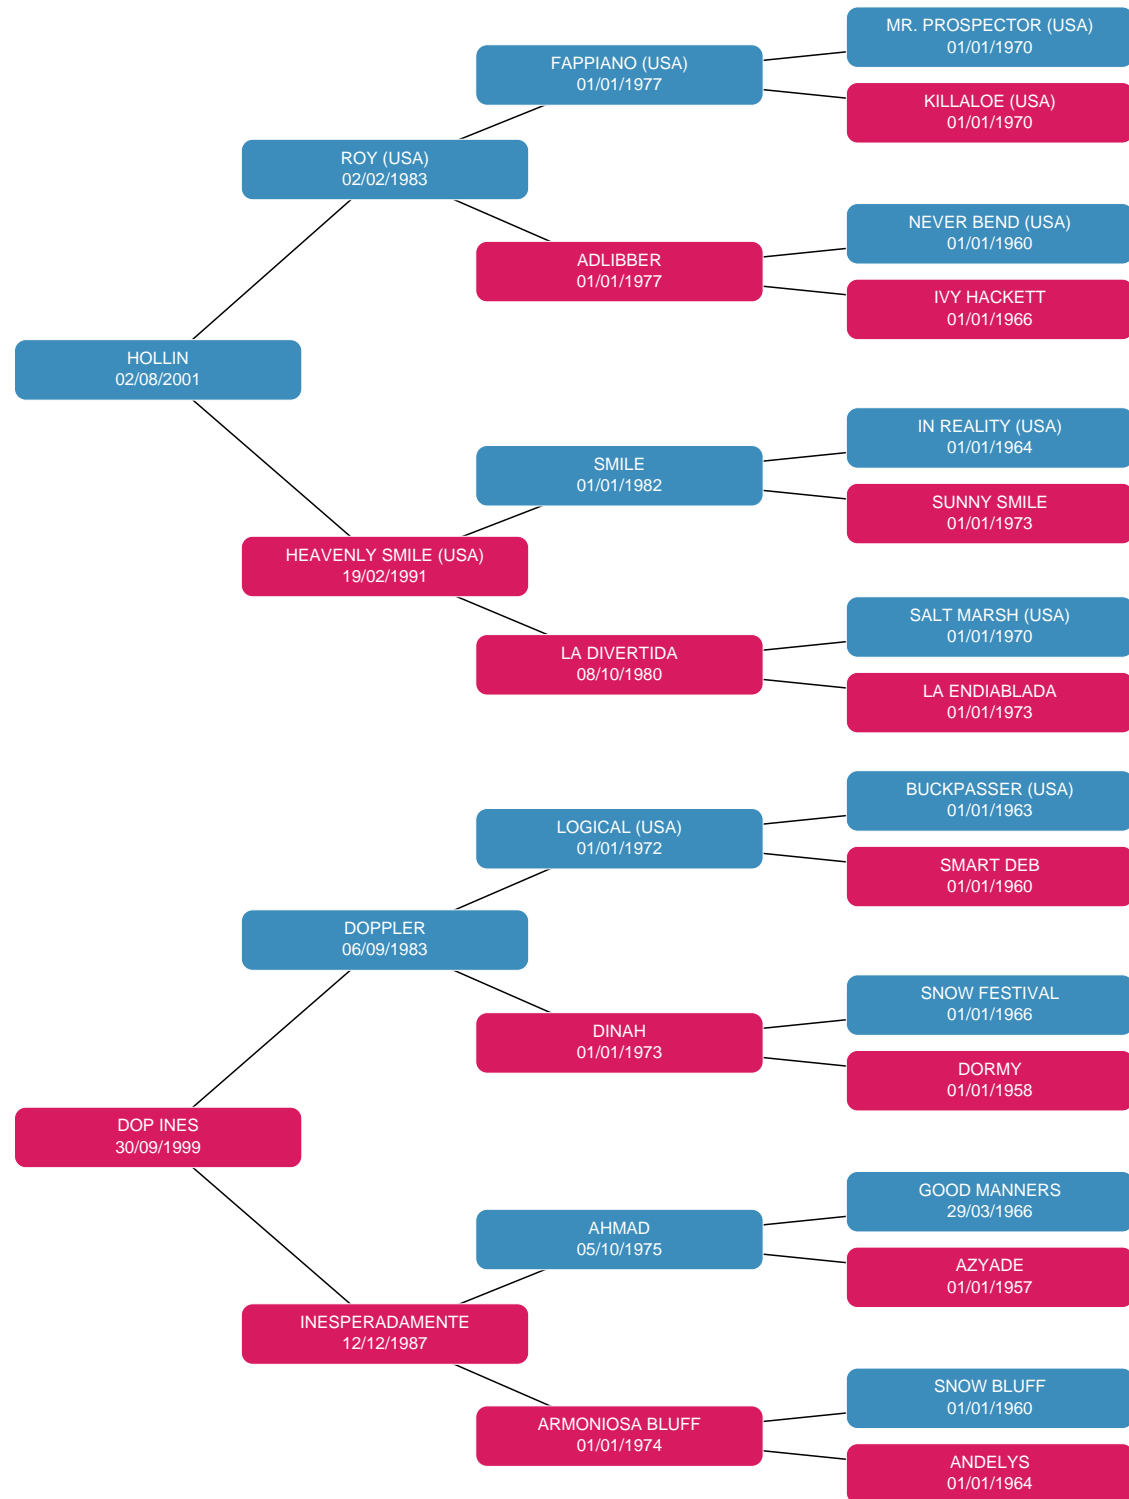 MR. PROSPECTOR (USA)
01/01/1970
FAPPIANO (USA)
01/01/1977
KILLALOE (USA)
01/01/1970
ROY (USA)
02/02/1983
NEVER BEND (USA)
01/01/1960
ADLIBBER
01/01/1977
IVY HACKETT
01/01/1966
HOLLIN
02/08/2001
IN REALITY (USA)
01/01/1964
SMILE
01/01/1982
SUNNY SMILE
01/01/1973
HEAVENLY SMILE (USA)
19/02/1991
SALT MARSH (USA)
01/01/1970
LA DIVERTIDA
08/10/1980
LA ENDIABLADA
01/01/1973
BUCKPASSER (USA)
01/01/1963
LOGICAL (USA)
01/01/1972
SMART DEB
01/01/1960
DOPPLER
06/09/1983
SNOW FESTIVAL
01/01/1966
DINAH
01/01/1973
DORMY
01/01/1958
DOP INES
30/09/1999
GOOD MANNERS
29/03/1966
AHMAD
05/10/1975
AZYADE
01/01/1957
INESPERADAMENTE
12/12/1987
SNOW BLUFF
01/01/1960
ARMONIOSA BLUFF
01/01/1974
ANDELYS
01/01/1964